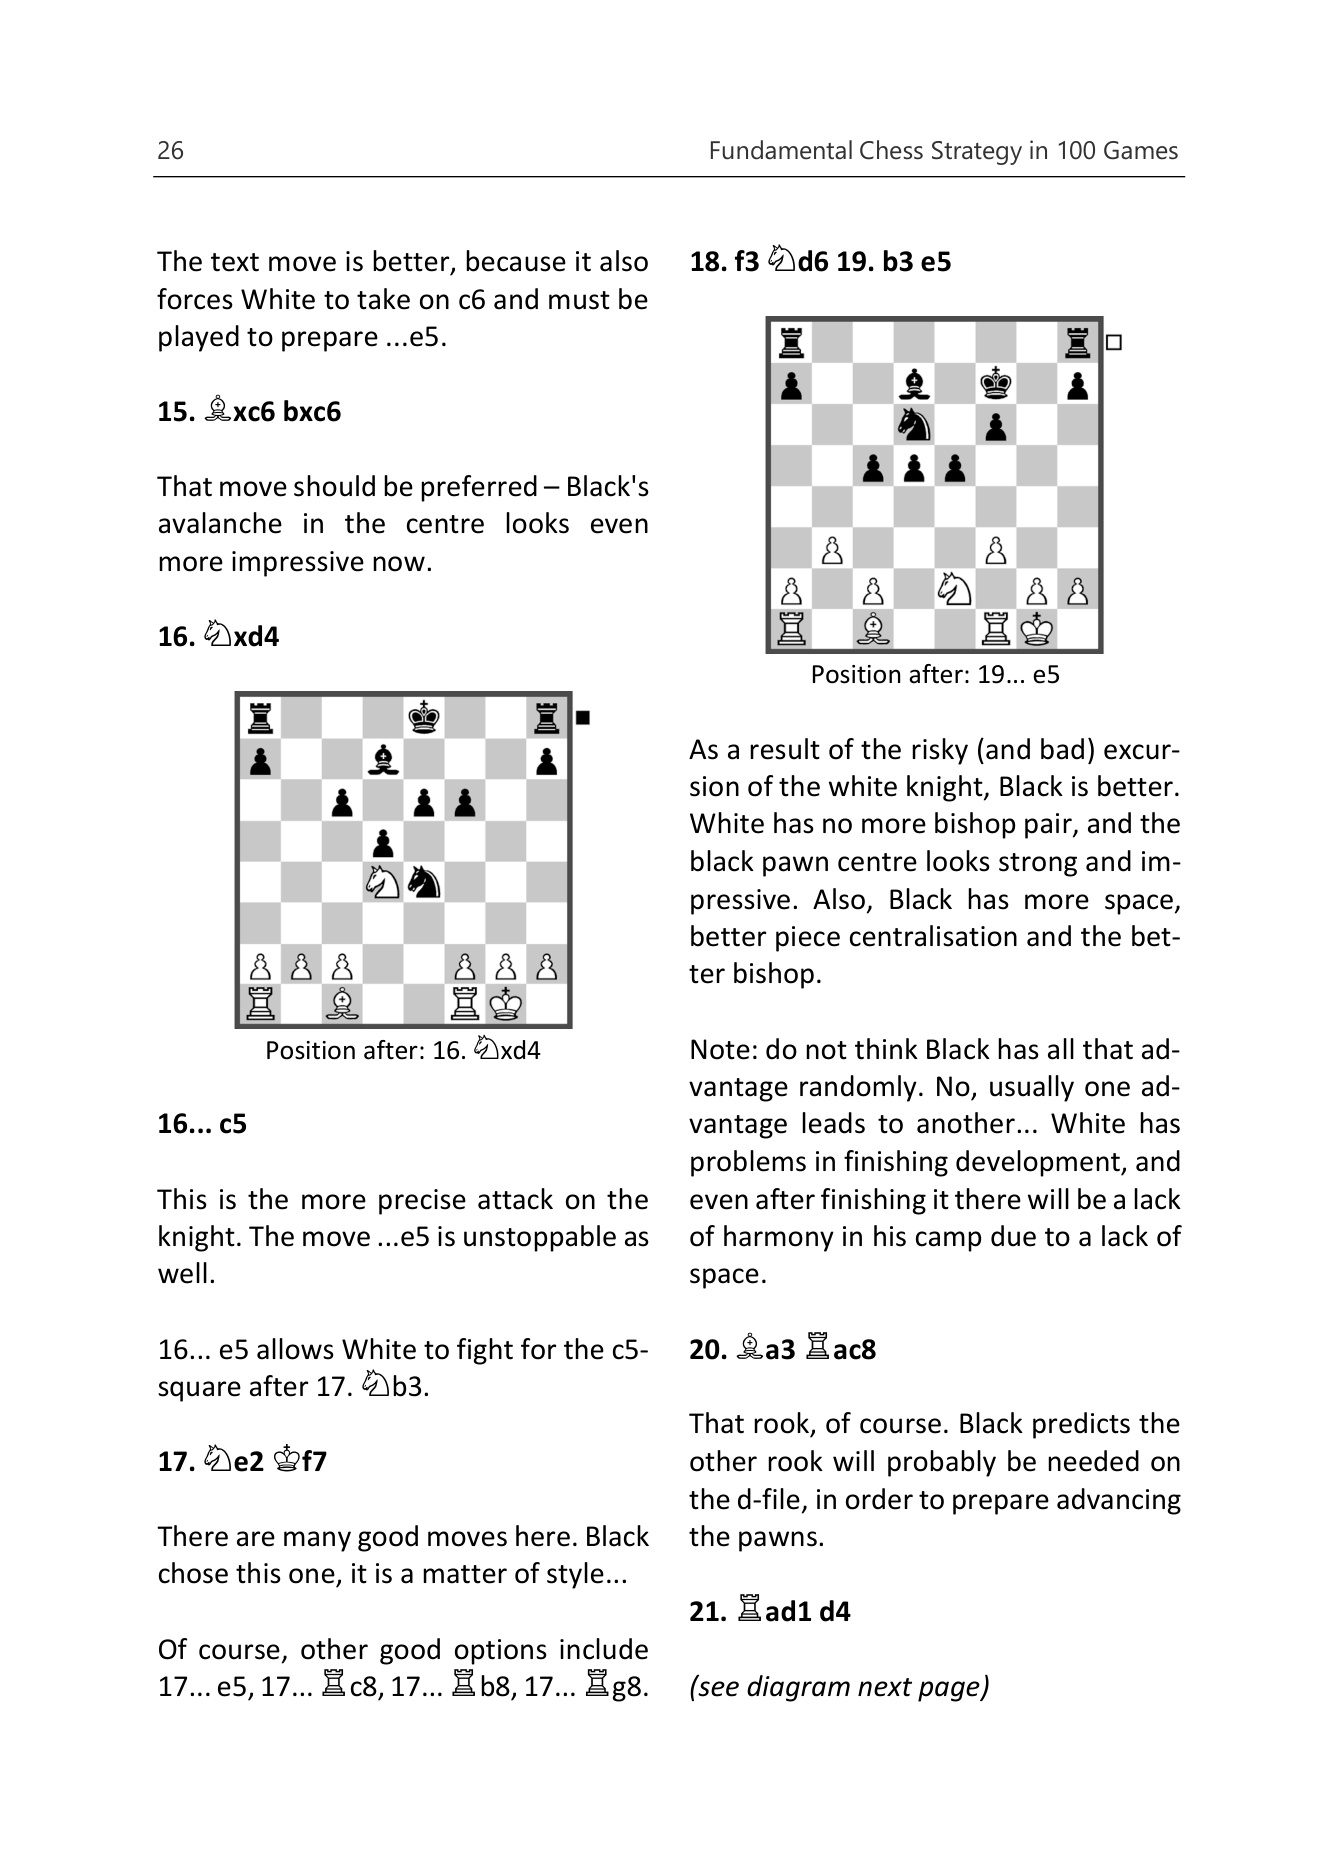 26
Fundamental Chess Strategy in 100 Games
The text move is better, because it also
forces White to take on c6 and must be
played to prepare ...e5.
15. ♗xc6 bxc6
That move should be preferred – Black's
avalanche in the centre looks even
more impressive now.
16. ♘xd4
Position after: 16. ♘xd4
16... c5
This is the more precise attack on the
knight. The move ...e5 is unstoppable as
well.
16... e5 allows White to fight for the c5-
square after 17. ♘b3.
17. ♘e2 ♔f7
There are many good moves here. Black
chose this one, it is a matter of style...
Of course, other good options include
17... e5, 17... ♖c8, 17... ♖b8, 17... ♖g8.
18. f3 ♘d6 19. b3 e5
Position after: 19... e5
As a result of the risky (and bad) excur-
sion of the white knight, Black is better.
White has no more bishop pair, and the
black pawn centre looks strong and im-
pressive. Also, Black has more space,
better piece centralisation and the bet-
ter bishop.
Note: do not think Black has all that ad-
vantage randomly. No, usually one ad-
vantage leads to another... White has
problems in finishing development, and
even after finishing it there will be a lack
of harmony in his camp due to a lack of
space.
20. ♗a3 ♖ac8
That rook, of course. Black predicts the
other rook will probably be needed on
the d-file, in order to prepare advancing
the pawns.
21. ♖ad1 d4
(see diagram next page)